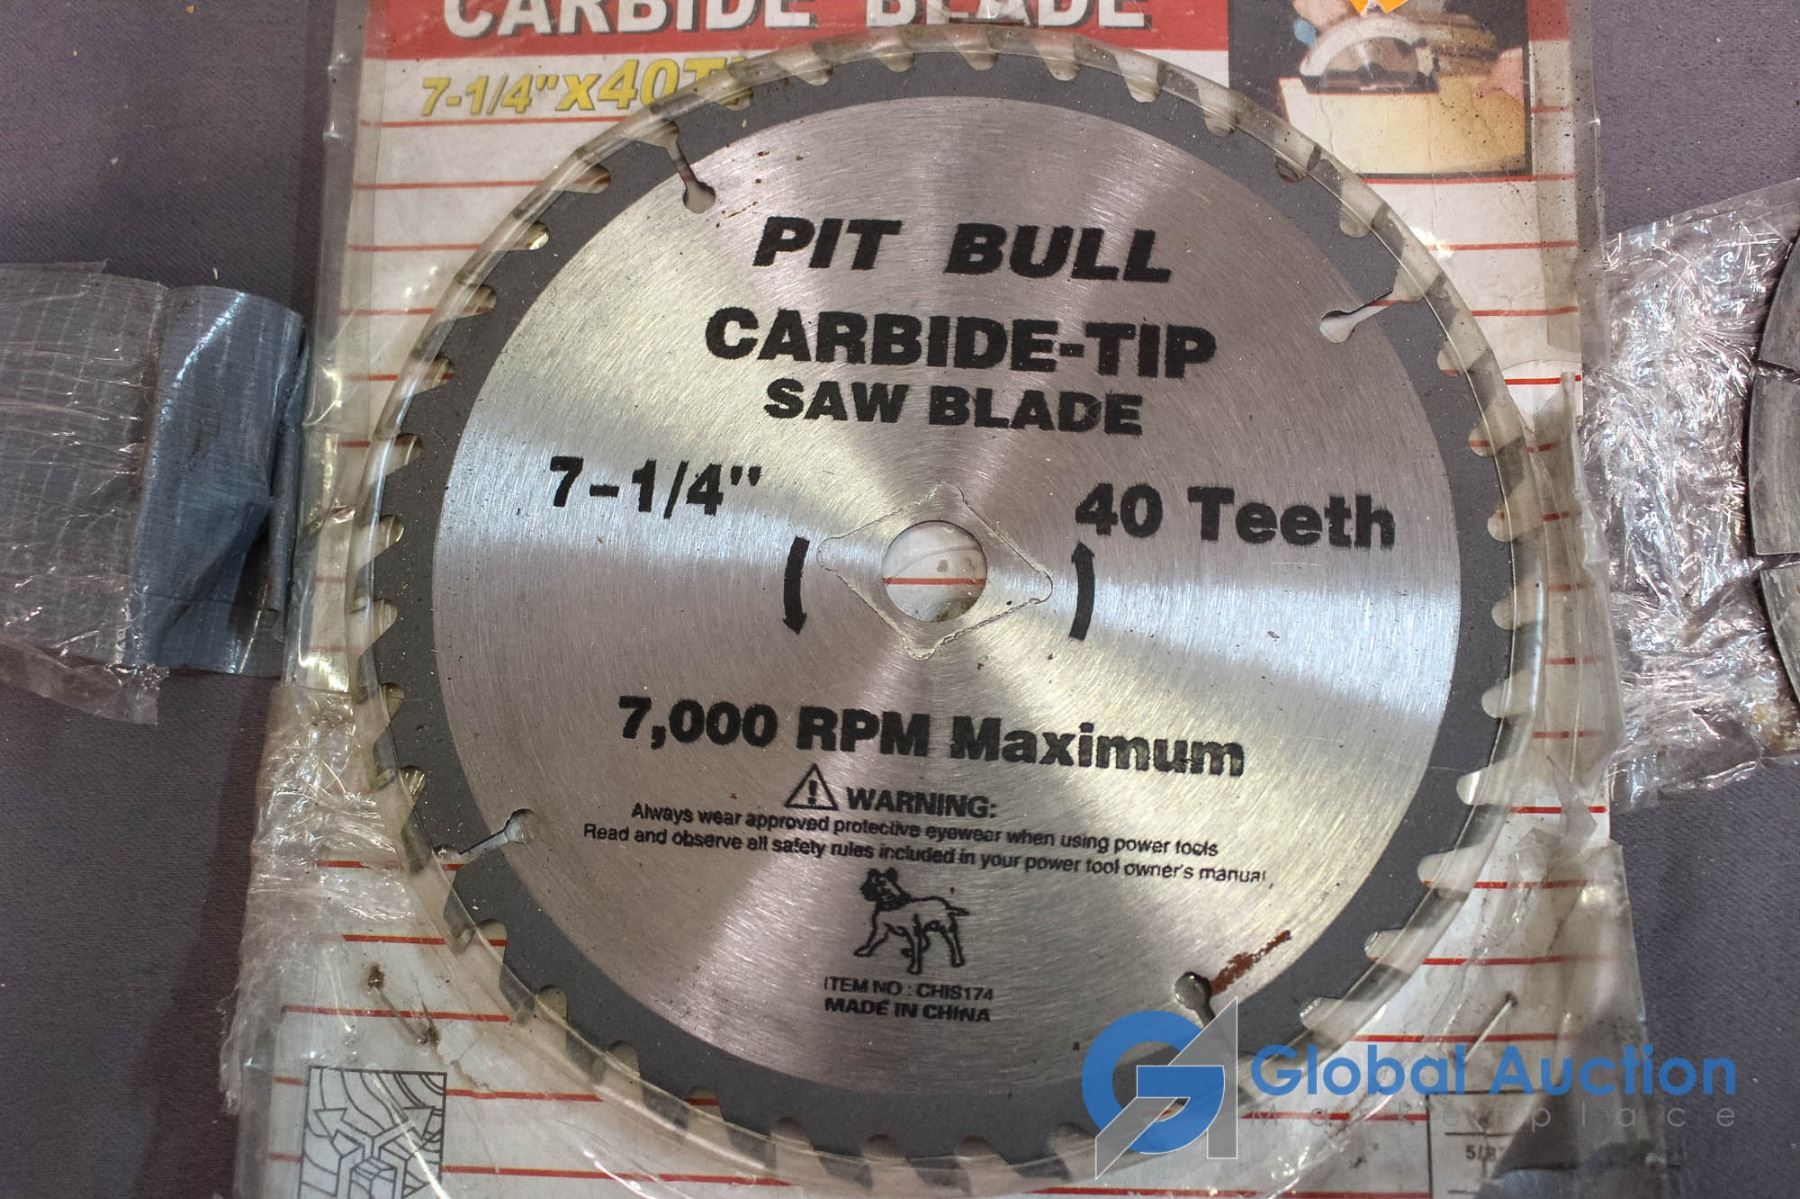 CARBIDE BLADE
7-1/4"X40T
PIT BULL
CARBIDE-TIP
SAW BLADE
7-1/4"
40 Teeth
7,000 RPM Maximum
WARNING:
Always wear approved protective eyewear when using power tools
Read and observe all safety rules included in your power tool owner's manual,
ITEM NO : CHIS174
MADE IN CHINA
Global Auction
Marketplace